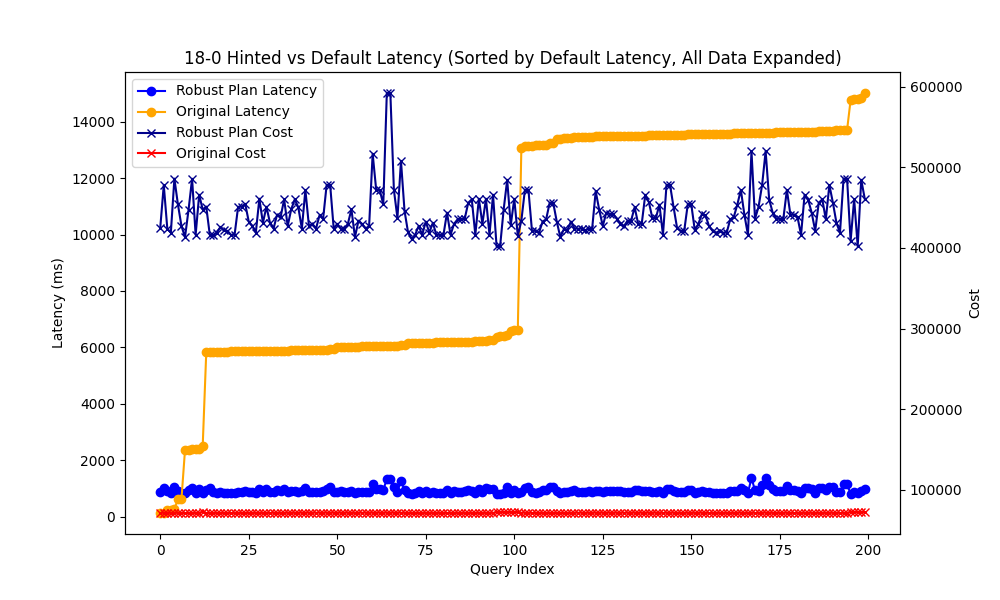 18-0 Hinted vs Default Latency (Sorted by Default Latency, All Data Expanded)
Robust Plan Latency
Original Latency
Robust Plan Cost
Original Cost
Latency (ms)
14000
12000
10000
8000
6000
4000
2000
0
600000
500000
400000
300000
200000
100000
Cost
0
25
50
75
100
125
150
175
200
Query Index